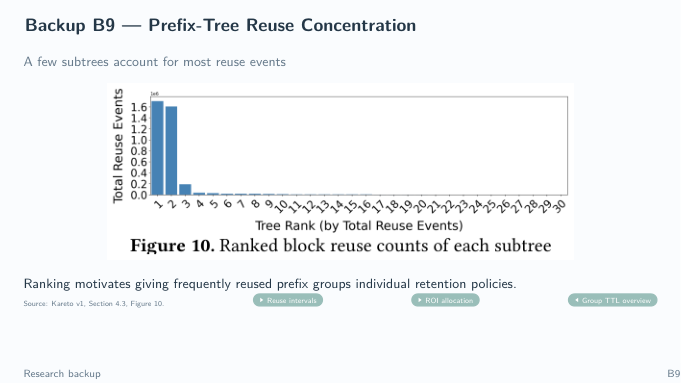 Backup B9 — Prefix-Tree Reuse Concentration
A few subtrees account for most reuse events
1e6
Total Reuse Events
1.6
1.4
1.2
1.0
0.8
0.6
0.4
0.2
0.0
1 2 3 4 5 6 7 8 9 10 11 12 13 14 15 16 17 18 19 20 21 22 23 24 25 26 27 28 29 30
Tree Rank (by Total Reuse Events)
Figure 10. Ranked block reuse counts of each subtree
Ranking motivates giving frequently reused prefix groups individual retention policies.
Source: Kareto v1, Section 4.3, Figure 10.
Reuse intervals
ROI allocation
Group TTL overview
Research backup
B9